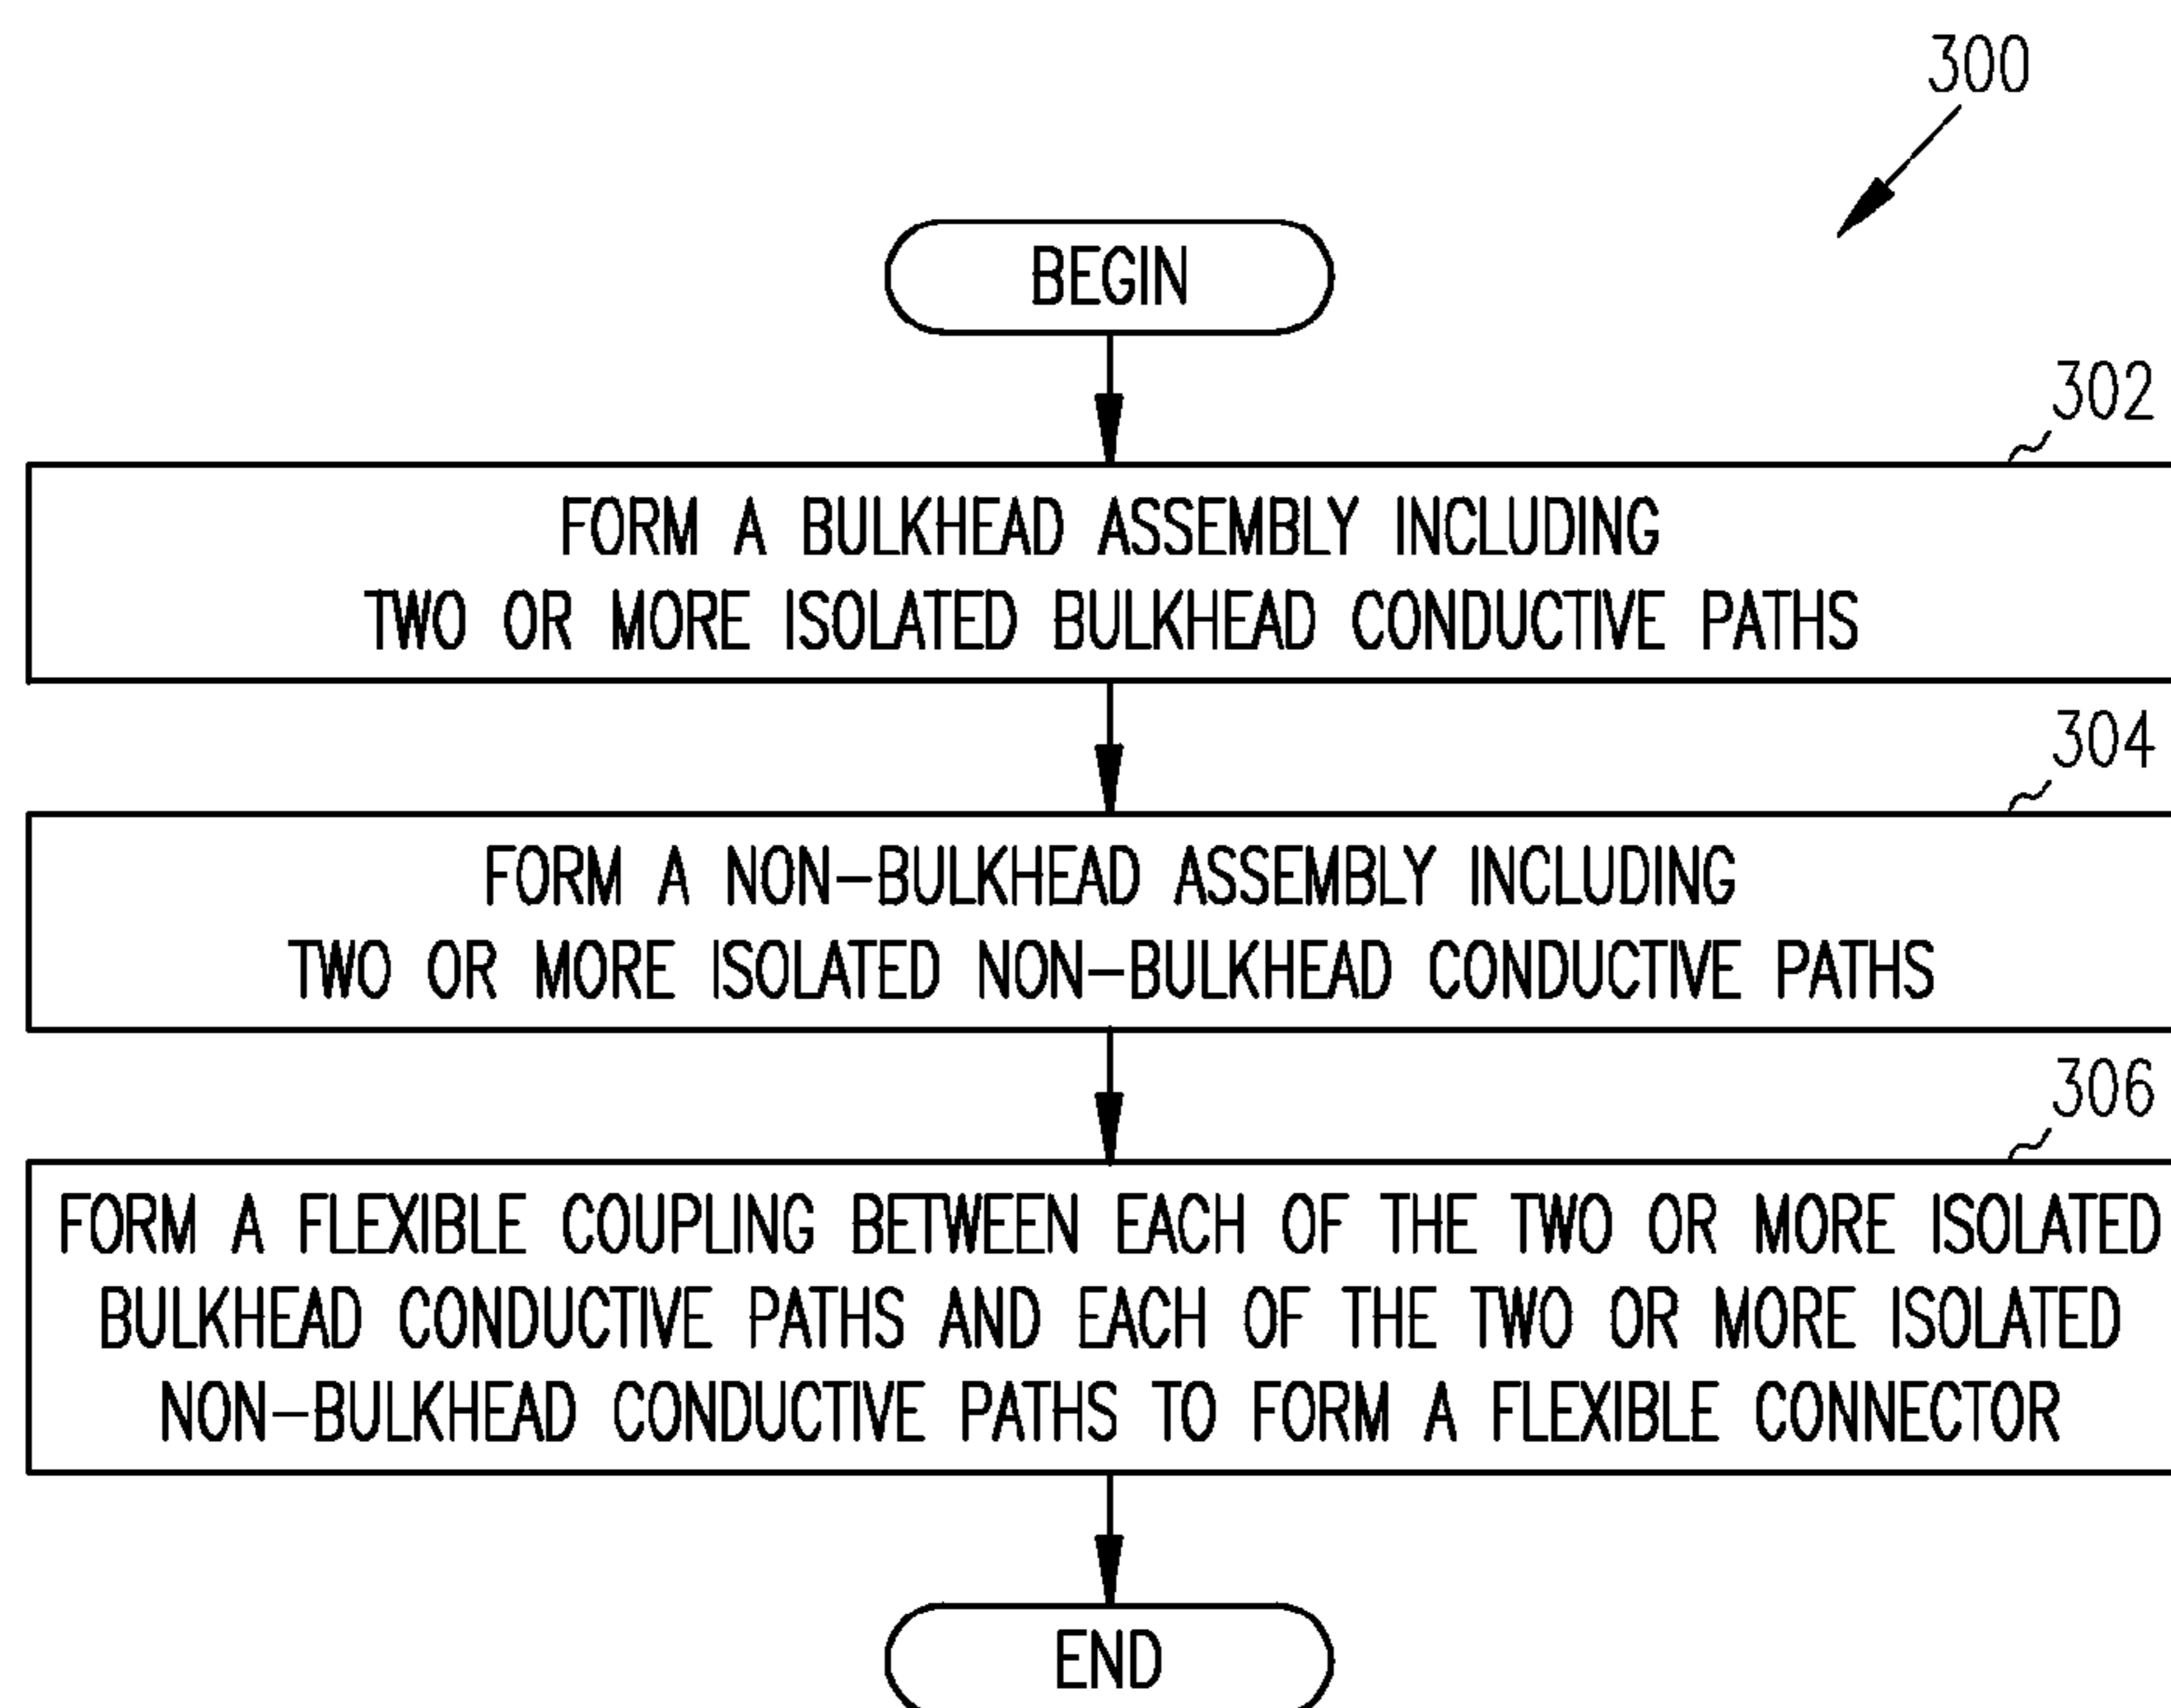 300
BEGIN
302
FORM A BULKHEAD ASSEMBLY INCLUDING
TWO OR MORE ISOLATED BULKHEAD CONDUCTIVE PATHS
304
FORM A NON-BULKHEAD ASSEMBLY INCLUDING
TWO OR MORE ISOLATED NON-BULKHEAD CONDUCTIVE PATHS
306
FORM A FLEXIBLE COUPLING BETWEEN EACH OF THE TWO OR MORE ISOLATED
BULKHEAD CONDUCTIVE PATHS AND EACH OF THE TWO OR MORE ISOLATED
NON-BULKHEAD CONDUCTIVE PATHS TO FORM A FLEXIBLE CONNECTOR
END